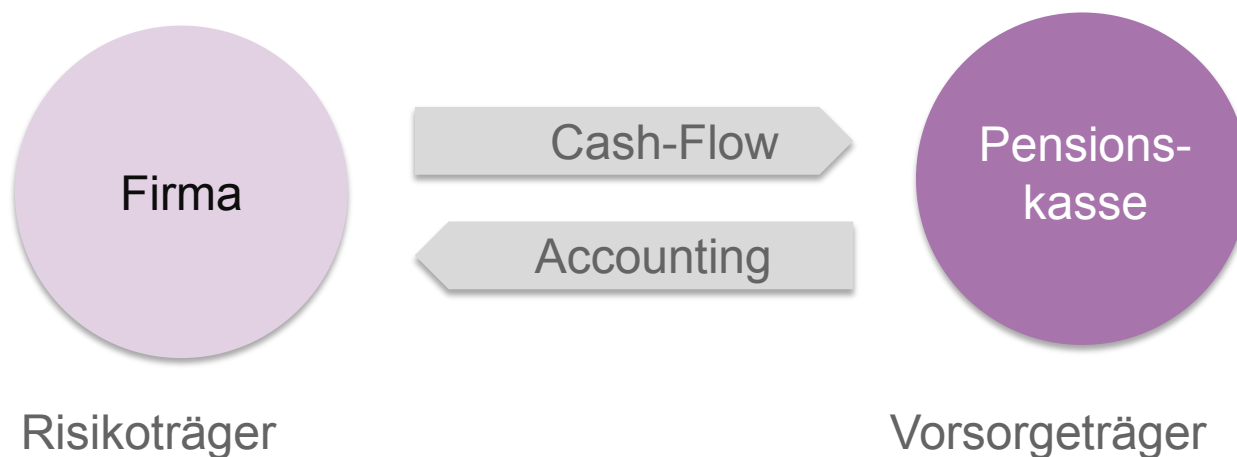 Firma
Cash-Flow
Accounting
Pensions-
kasse
Risikoträger
Vorsorgeträger